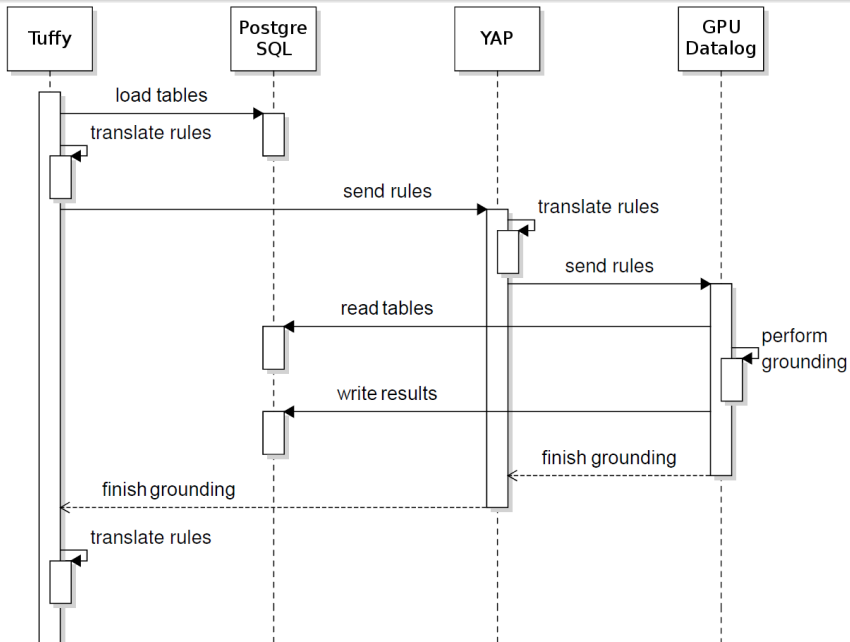 Tuffy
Postgre
SQL
YAP
GPU
Datalog
load tables
translate rules
send rules
translate rules
send rules
read tables
perform
grounding
write results
finish grounding
finish grounding
translate rules